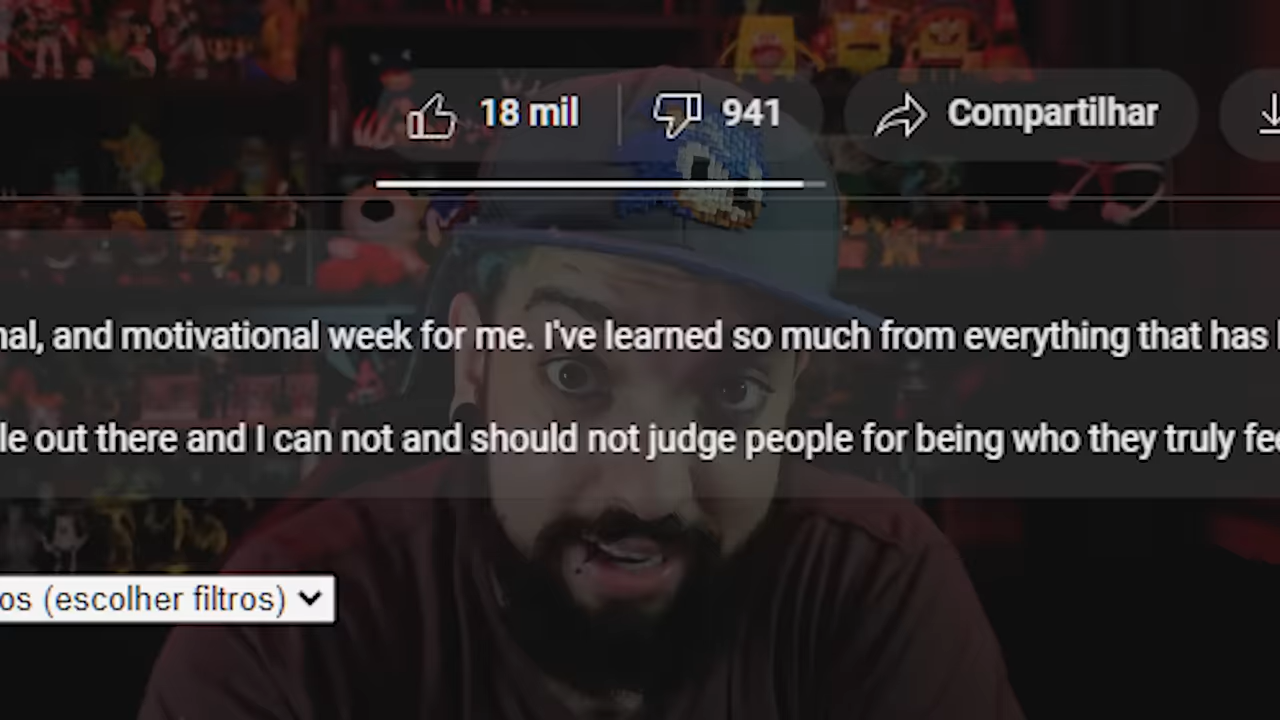 18 mil 941 Compartilhar
nal, and motivational week for me. I've learned so much from everything that has
le out there and I can not and should not judge people for being who they truly fee
os (escolher filtros)